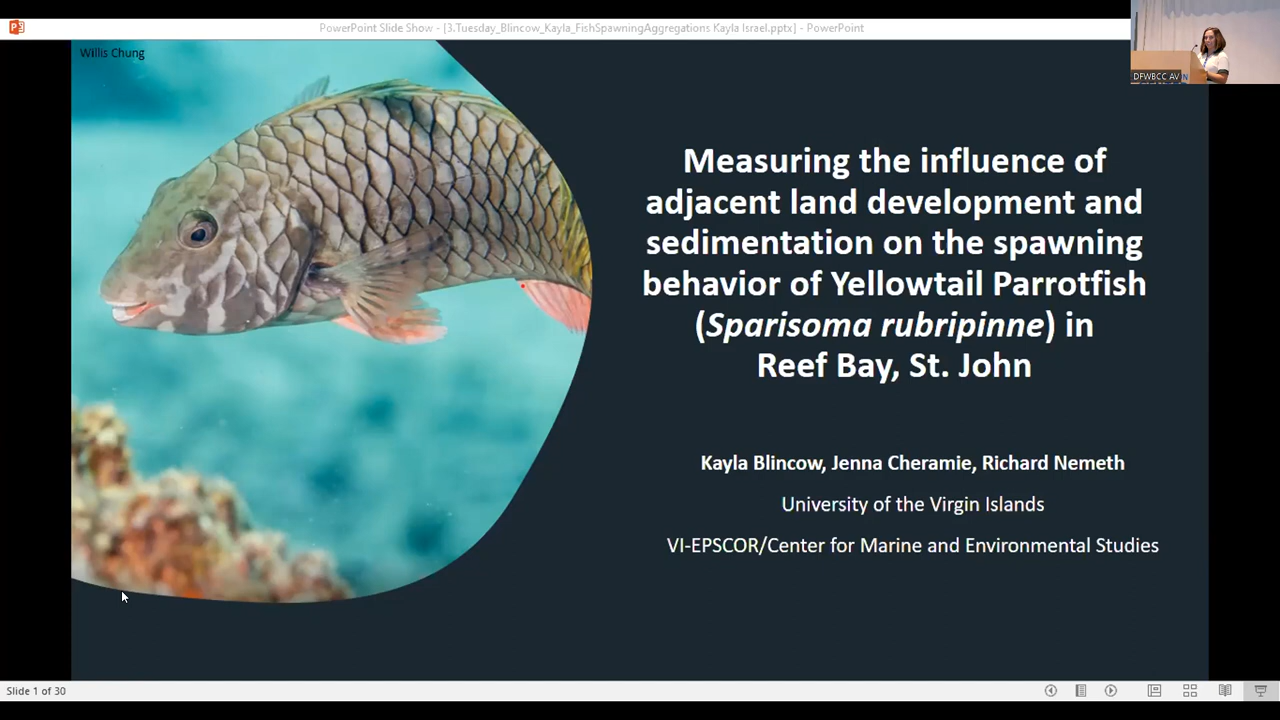 PowerPoint Slide Show - [3.Tuesday_Blincow_Kayla_FishSpawningAggregations Kayla Israel.pptx] - PowerPoint
Willis Chung
DFWBCC AV
Measuring the influence of
adjacent land development and
sedimentation on the spawning
behavior of Yellowtail Parrotfish
(Sparisoma rubripinne) in
Reef Bay, St. John
Kayla Blincow, Jenna Cheramie, Richard Nemeth
University of the Virgin Islands
VI-EPSCOR/Center for Marine and Environmental Studies
Slide 1 of 30